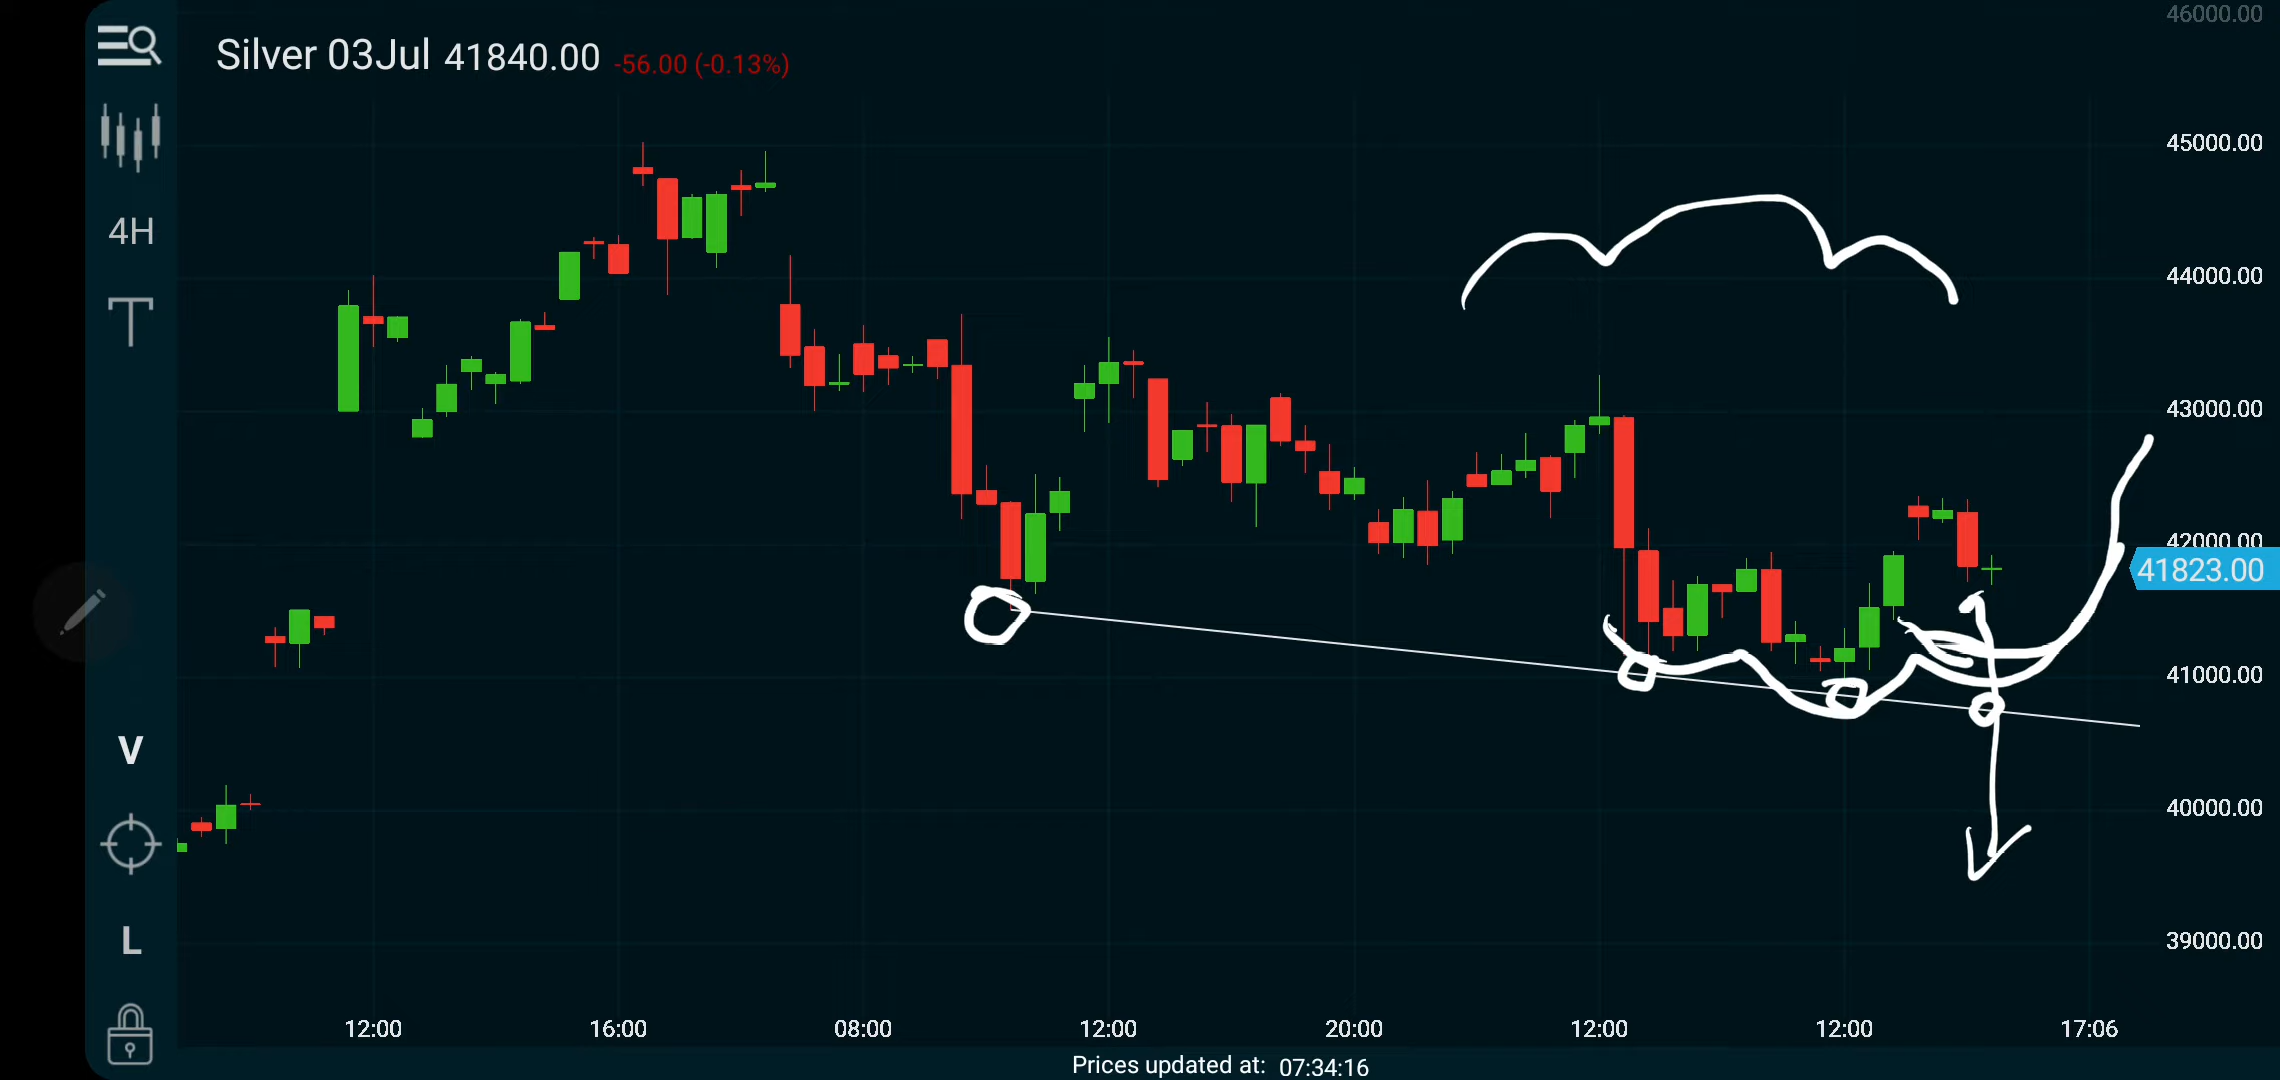 46000.00
Silver 03Jul 41840.00 -56.00 (-0.13%)
45000.00
4H
44000.00
T
43000.00
42000.00
41823.00
41000.00
V
40000.00
L
39000.00
12:00 16:00 08:00 12:00 20:00 12:00 12:00 17:06
Prices updated at: 07:34:16